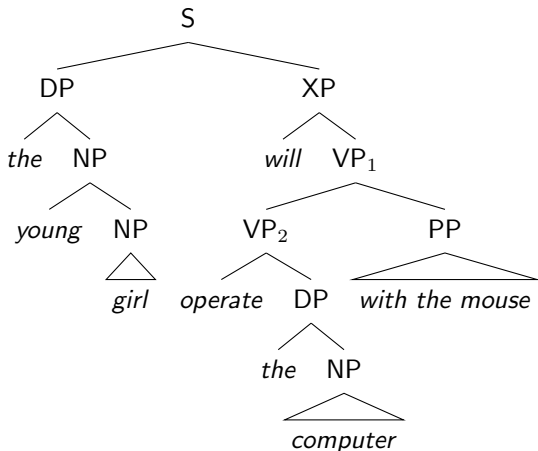 S
DP XP
the NP will VP₁
young NP VP₂ PP
girl operate DP with the mouse
the NP
computer